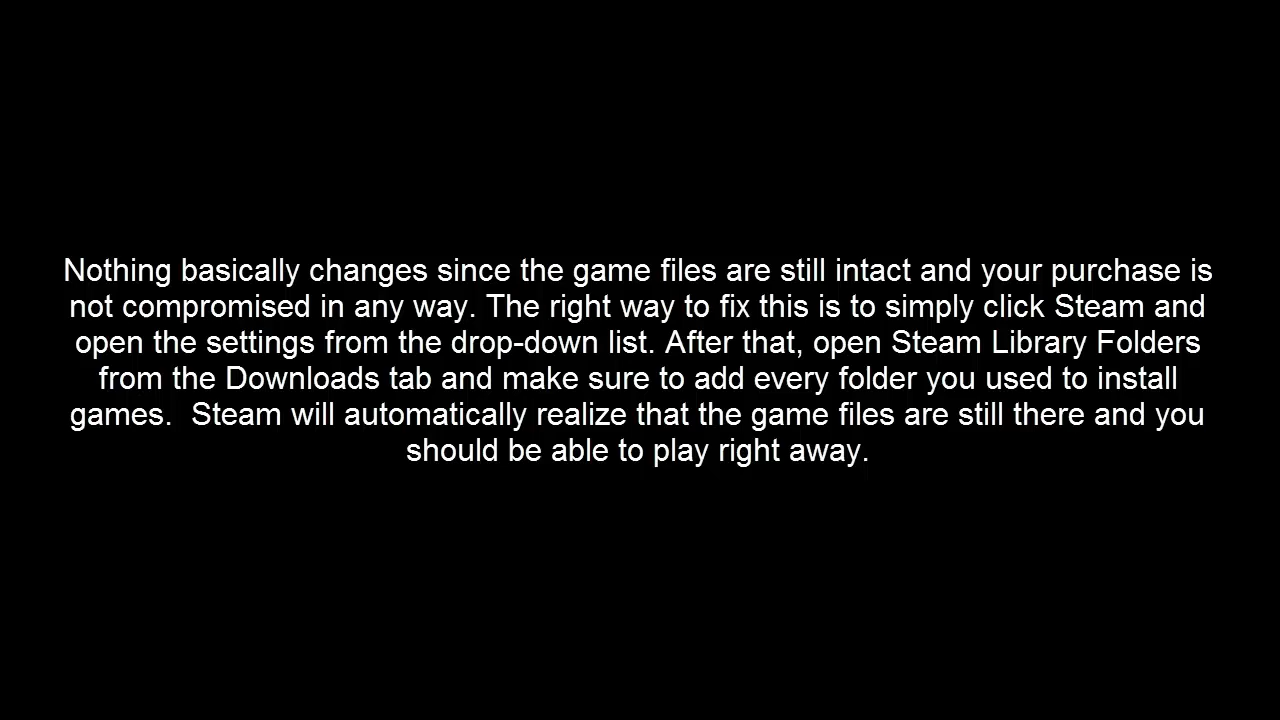 Nothing basically changes since the game files are still intact and your purchase is
not compromised in any way. The right way to fix this is to simply click Steam and
open the settings from the drop-down list. After that, open Steam Library Folders
from the Downloads tab and make sure to add every folder you used to install
games.  Steam will automatically realize that the game files are still there and you
should be able to play right away.